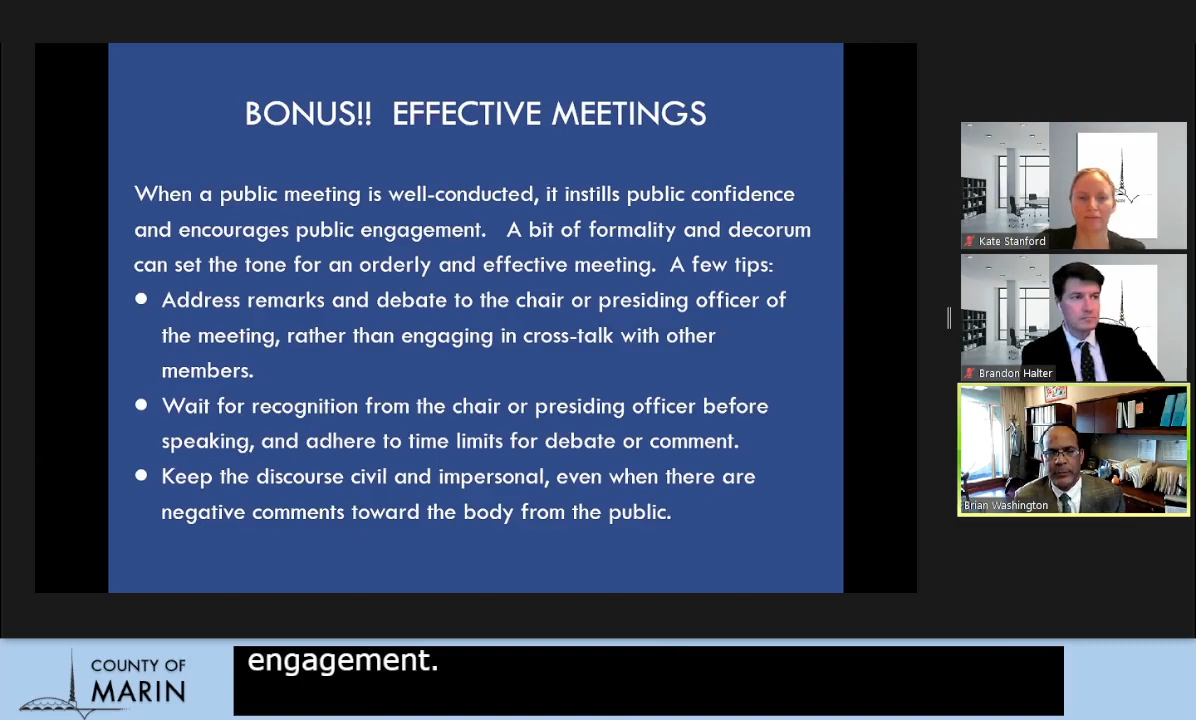 BONUS!! EFFECTIVE MEETINGS
When a public meeting is well-conducted, it instills public confidence
and encourages public engagement. A bit of formality and decorum
can set the tone for an orderly and effective meeting. A few tips:
● Address remarks and debate to the chair or presiding officer of
the meeting, rather than engaging in cross-talk with other
members.
● Wait for recognition from the chair or presiding officer before
speaking, and adhere to time limits for debate or comment.
● Keep the discourse civil and impersonal, even when there are
negative comments toward the body from the public.
Kate Stanford
Brandon Halter
Brian Washington
COUNTY OF
MARIN
engagement.